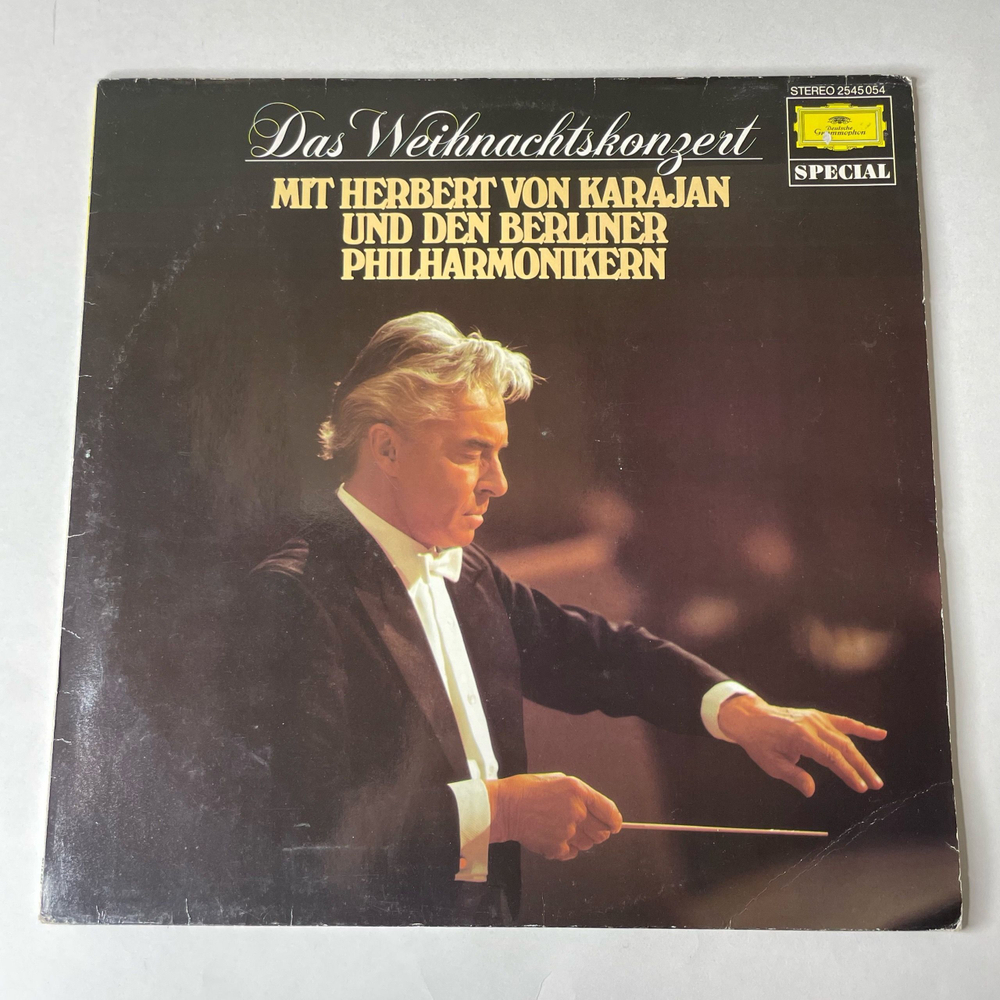 STEREO 2545 054
Deutsche
Grammophon
SPECIAL
Das Weihnachtskonzert
MIT HERBERT VON KARAJAN
UND DEN BERLINER
PHILHARMONIKERN